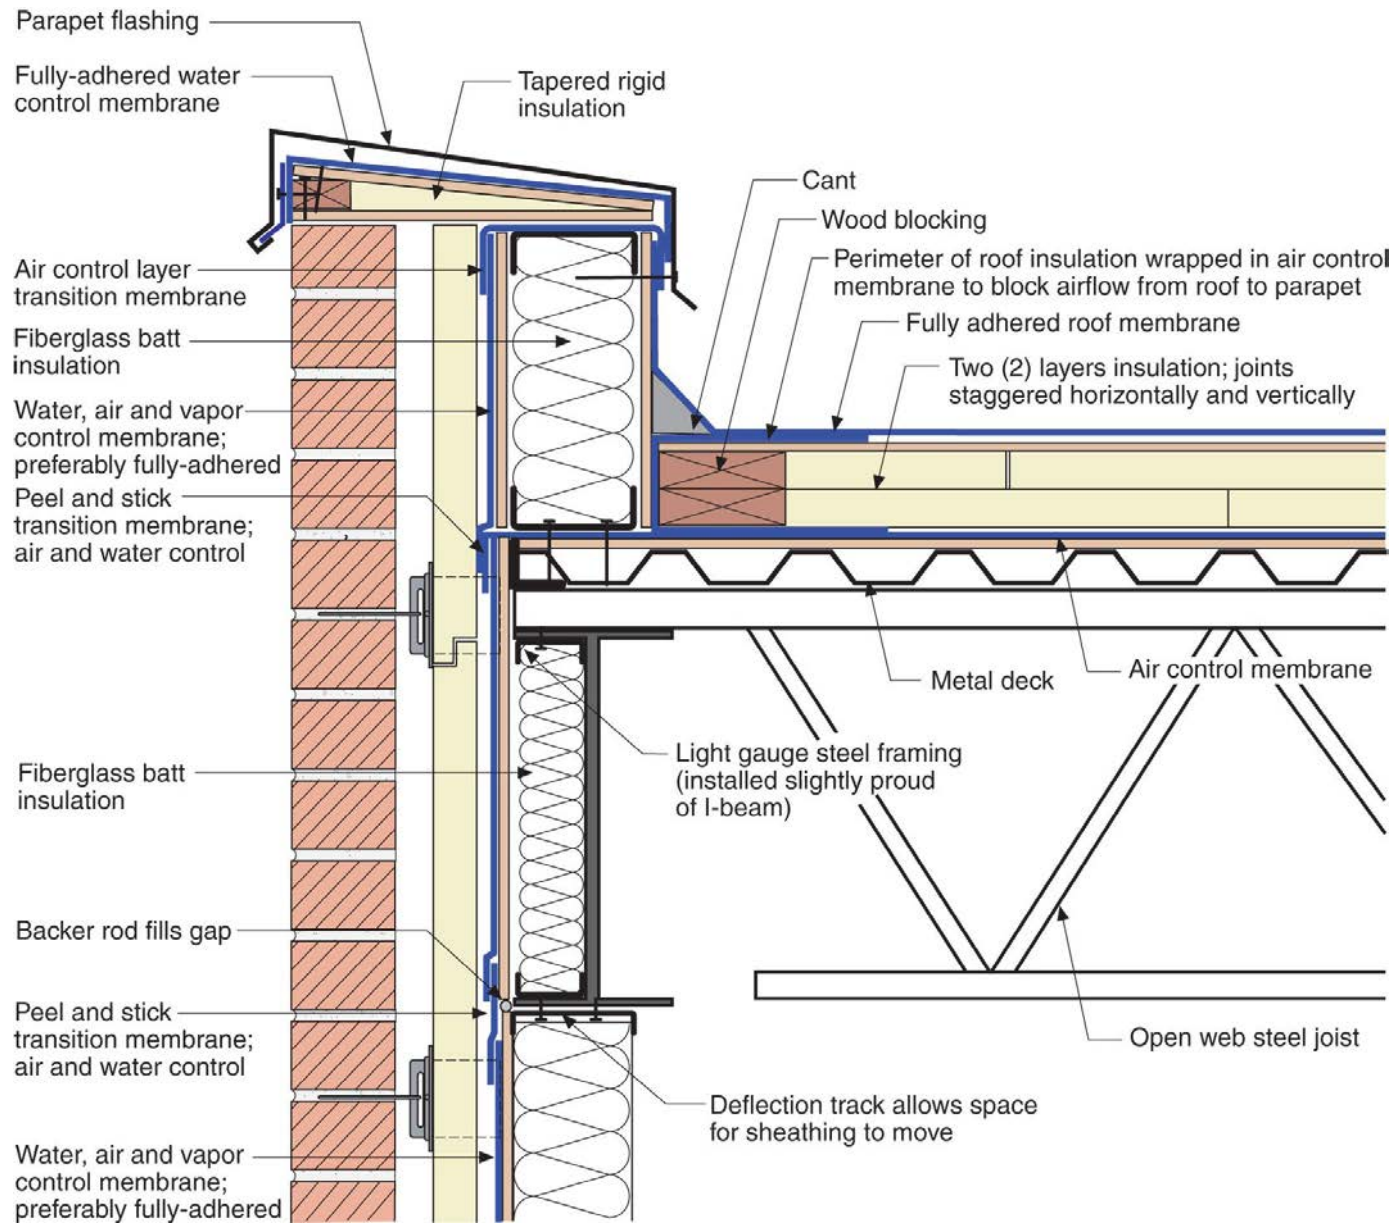 Parapet flashing
Fully-adhered water
control membrane
Tapered rigid
insulation
Cant
Wood blocking
Perimeter of roof insulation wrapped in air control
membrane to block airflow from roof to parapet
Fully adhered roof membrane
Two (2) layers insulation; joints
staggered horizontally and vertically
Air control layer
transition membrane
Fiberglass batt
insulation
Water, air and vapor
control membrane;
preferably fully-adhered
Peel and stick
transition membrane;
air and water control
Metal deck
Air control membrane
Light gauge steel framing
(installed slightly proud
of I-beam)
Fiberglass batt
insulation
Backer rod fills gap
Peel and stick
transition membrane;
air and water control
Open web steel joist
Deflection track allows space
for sheathing to move
Water, air and vapor
control membrane;
preferably fully-adhered